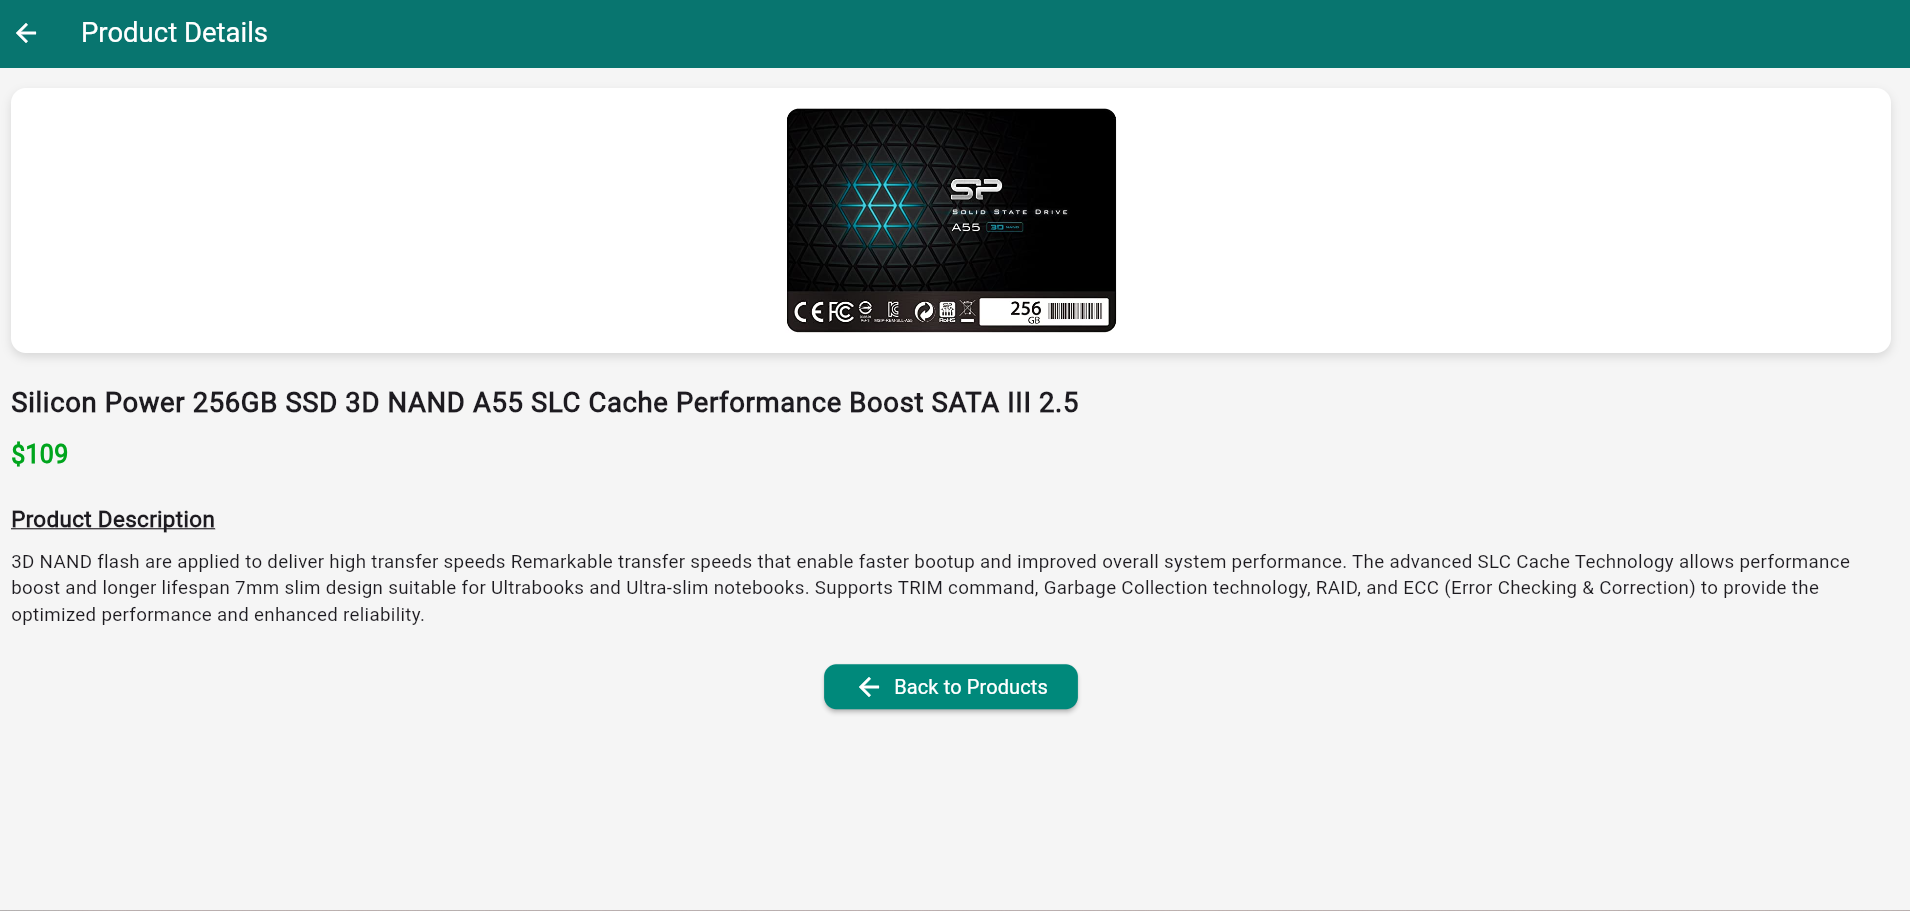 Product Details
SP
SOLID STATE DRIVE
A55 3D NAND
CE FC RoHS 256
GB
Silicon Power 256GB SSD 3D NAND A55 SLC Cache Performance Boost SATA III 2.5
$109
Product Description
3D NAND flash are applied to deliver high transfer speeds Remarkable transfer speeds that enable faster bootup and improved overall system performance. The advanced SLC Cache Technology allows performance
boost and longer lifespan 7mm slim design suitable for Ultrabooks and Ultra-slim notebooks. Supports TRIM command, Garbage Collection technology, RAID, and ECC (Error Checking & Correction) to provide the
optimized performance and enhanced reliability.
Back to Products